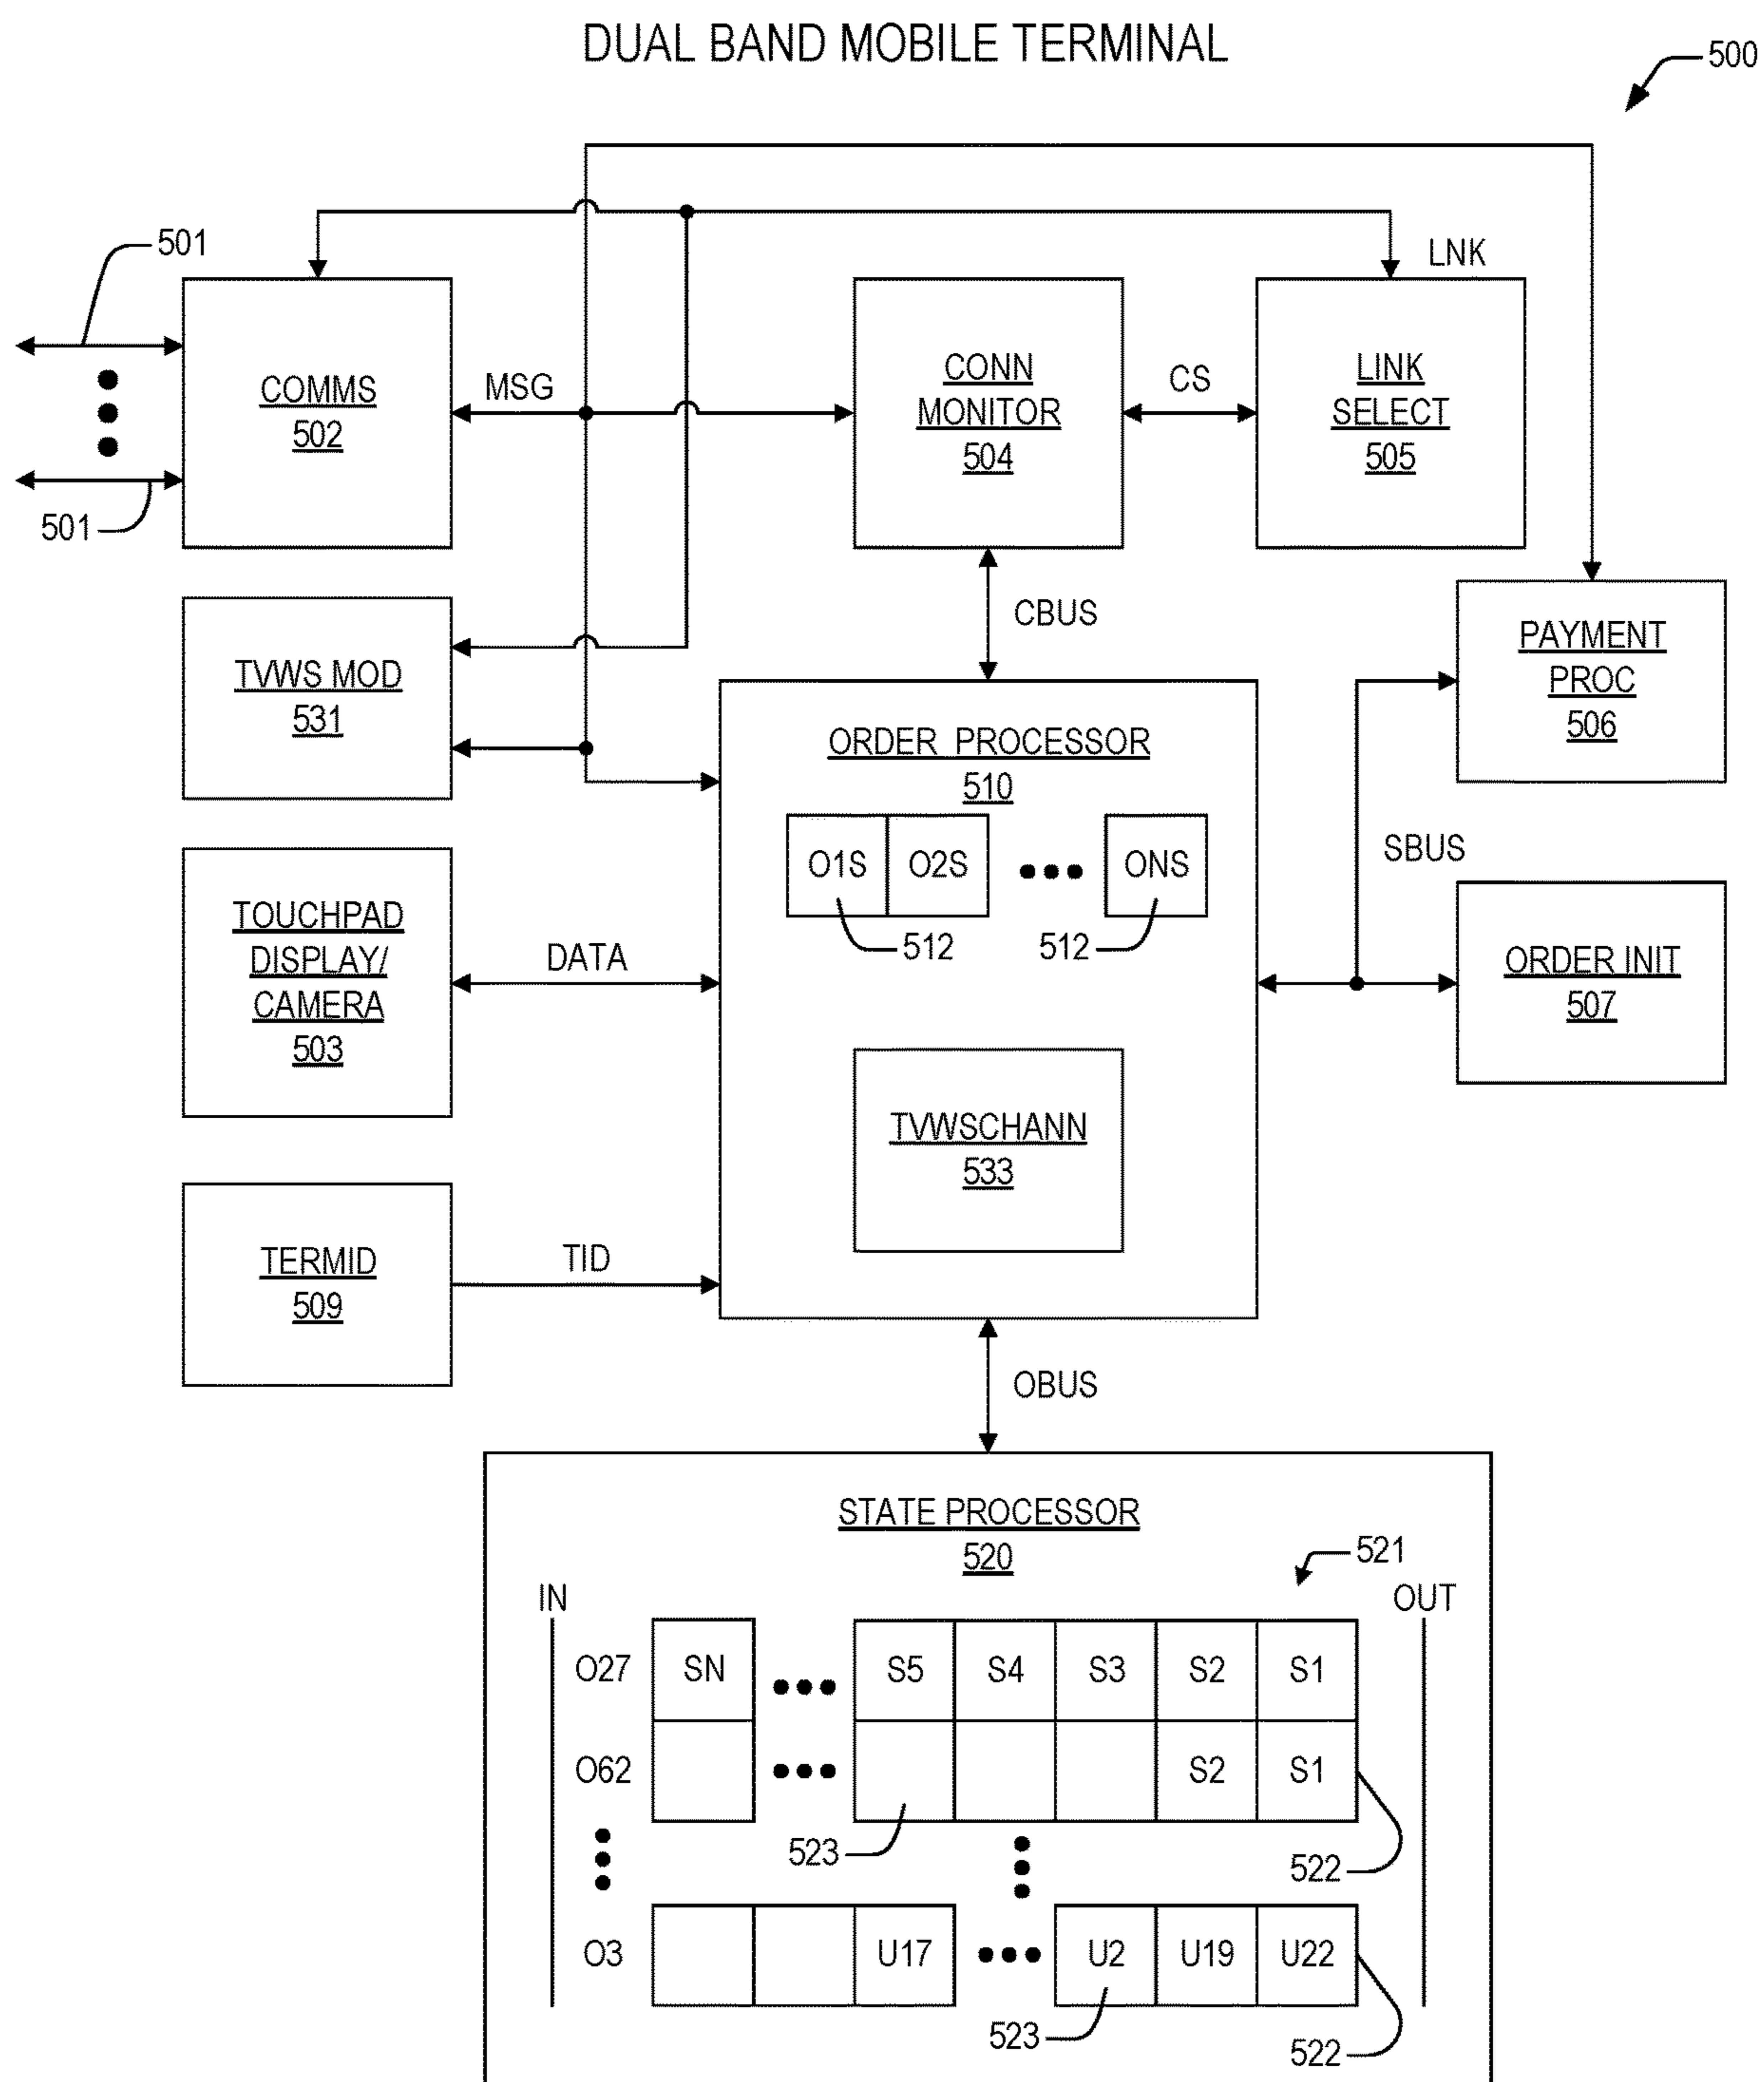 DUAL BAND MOBILE TERMINAL
500
501
LNK
COMMS
502
MSG
CONN
MONITOR
504
CS
LINK
SELECT
505
501
CBUS
TVWS MOD
531
PAYMENT
PROC
506
ORDER PROCESSOR
510
O1S
O2S
ONS
512
512
SBUS
TOUCHPAD
DISPLAY/
CAMERA
503
DATA
ORDER INIT
507
TVWSCHANN
533
TERMID
509
TID
OBUS
STATE PROCESSOR
520
521
IN
OUT
O27
SN
S5
S4
S3
S2
S1
O62
S2
S1
523
522
O3
U17
U2
U19
U22
523
522